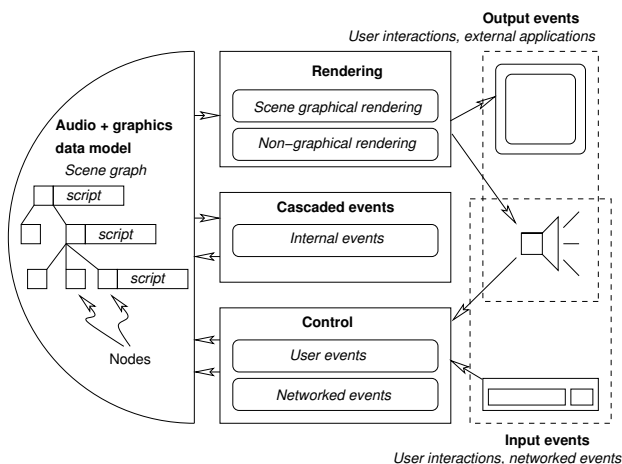 Output events
User interactions, external applications
Rendering
Scene graphical rendering
Non-graphical rendering
Audio + graphics
data model
Scene graph
script
script
script
Nodes
Cascaded events
Internal events
Control
User events
Networked events
Input events
User interactions, networked events